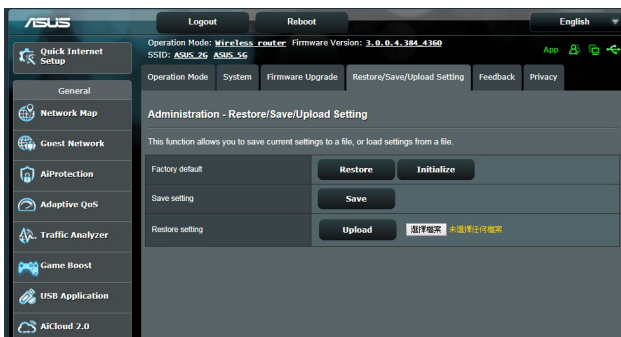 ASUS
Logout
Reboot
English
Quick Internet
Setup
Operation Mode: Wireless router Firmware Version: 3.0.0.4.384_4360
SSID: ASUS_2G ASUS_5G
App
Operation Mode System Firmware Upgrade Restore/Save/Upload Setting Feedback Privacy
General
Network Map
Guest Network
AiProtection
Adaptive QoS
Traffic Analyzer
Game Boost
USB Application
AiCloud 2.0
Administration - Restore/Save/Upload Setting
This function allows you to save current settings to a file, or load settings from a file.
Factory default Restore Initialize
Save setting Save
Restore setting Upload 選擇檔案 未選擇任何檔案